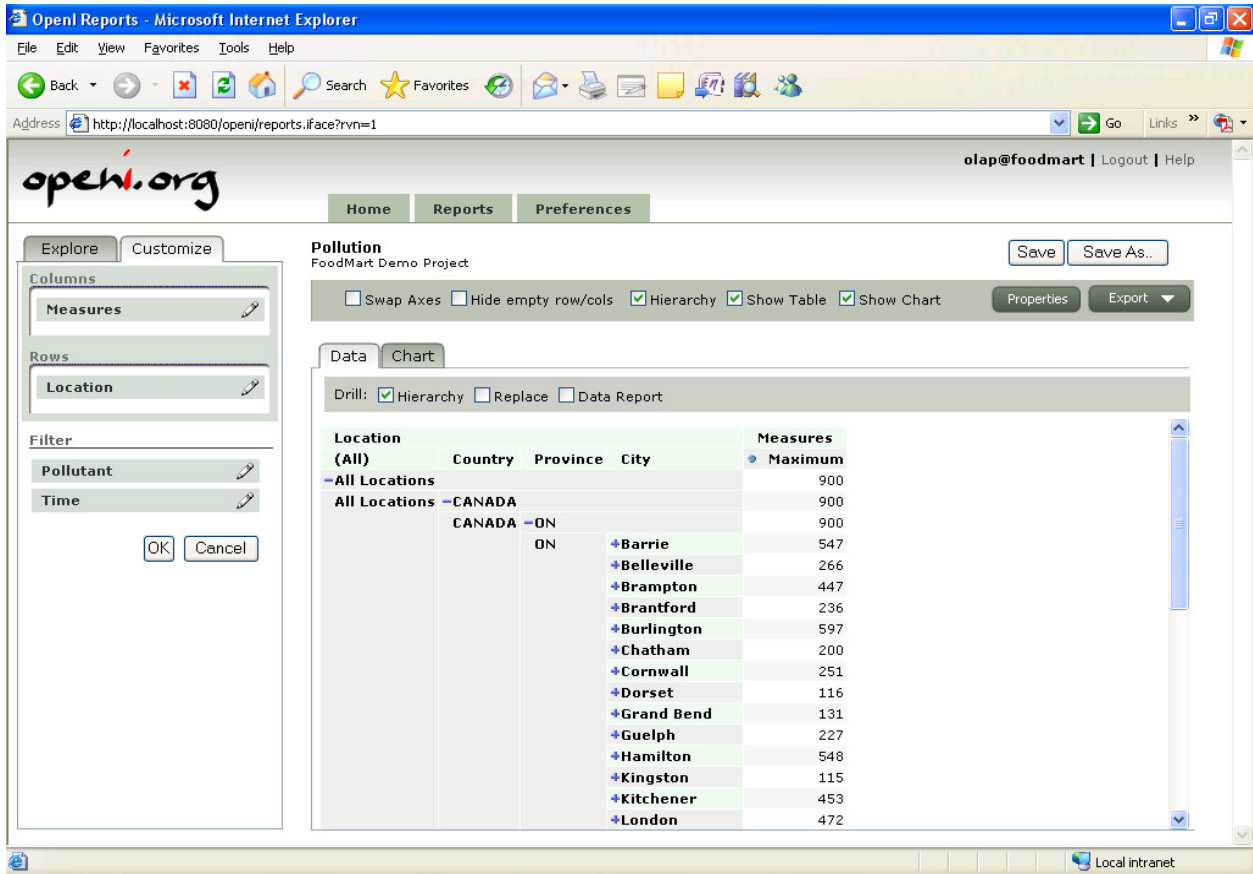 OpenI Reports - Microsoft Internet Explorer
File Edit View Favorites Tools Help
Back Search Favorites
Address http://localhost:8080/openi/reports.iface?rvn=1 Go Links »
openi.org
olap@foodmart | Logout | Help
Home Reports Preferences
Explore Customize
Columns
Measures
Rows
Location
Filter
Pollutant
Time
OK Cancel
Pollution
FoodMart Demo Project
Save Save As..
Swap Axes Hide empty row/cols Hierarchy Show Table Show Chart Properties Export
Data Chart
Drill: Hierarchy Replace Data Report
Location Measures
(All) Country Province City Maximum
-All Locations 900
All Locations -CANADA 900
CANADA -ON 900
ON +Barrie 547
+Belleville 266
+Brampton 447
+Brantford 236
+Burlington 597
+Chatham 200
+Cornwall 251
+Dorset 116
+Grand Bend 131
+Guelph 227
+Hamilton 548
+Kingston 115
+Kitchener 453
+London 472
Local intranet